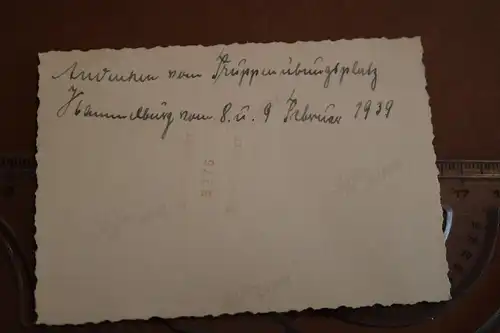 Andenken vom Truppenübungsplatz
Hammelburg vom 8. u. 9 Februar 1939